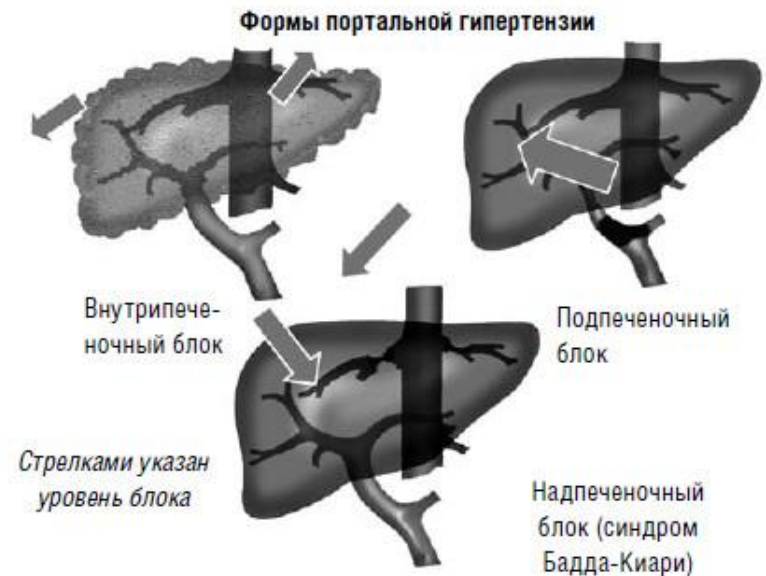 Формы портальной гипертензии
Внутрипече-
ночный блок
Подпеченочный
блок
Стрелками указан
уровень блока
Надпеченочный
блок (синдром
Бадда-Киари)